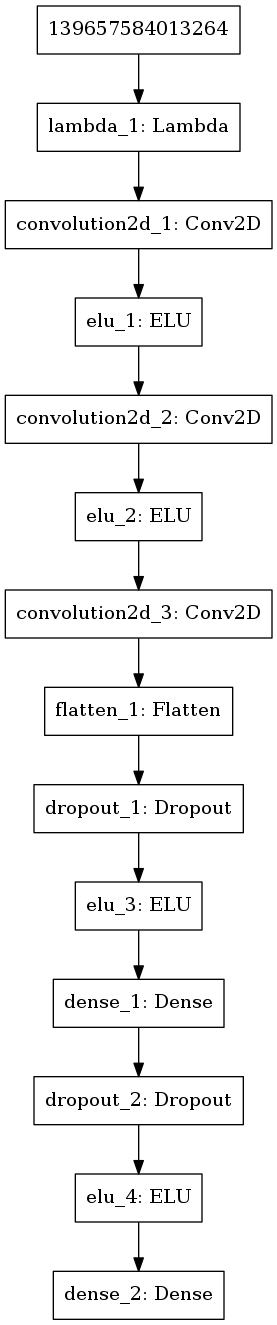 139657584013264
lambda_1: Lambda
convolution2d_1: Conv2D
elu_1: ELU
convolution2d_2: Conv2D
elu_2: ELU
convolution2d_3: Conv2D
flatten_1: Flatten
dropout_1: Dropout
elu_3: ELU
dense_1: Dense
dropout_2: Dropout
elu_4: ELU
dense_2: Dense